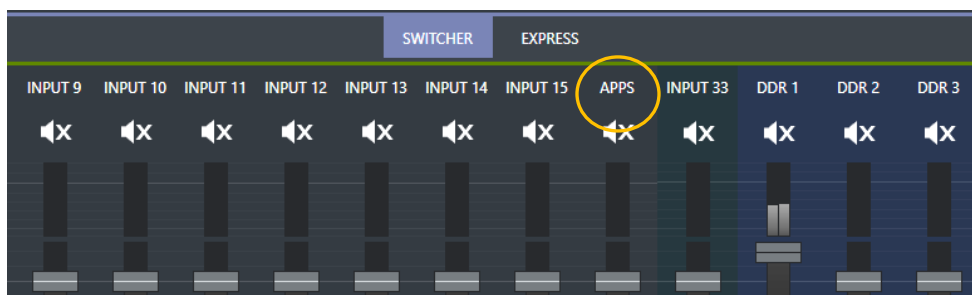 SWITCHER EXPRESS
INPUT 9 INPUT 10 INPUT 11 INPUT 12 INPUT 13 INPUT 14 INPUT 15 APPS INPUT 33 DDR 1 DDR 2 DDR 3